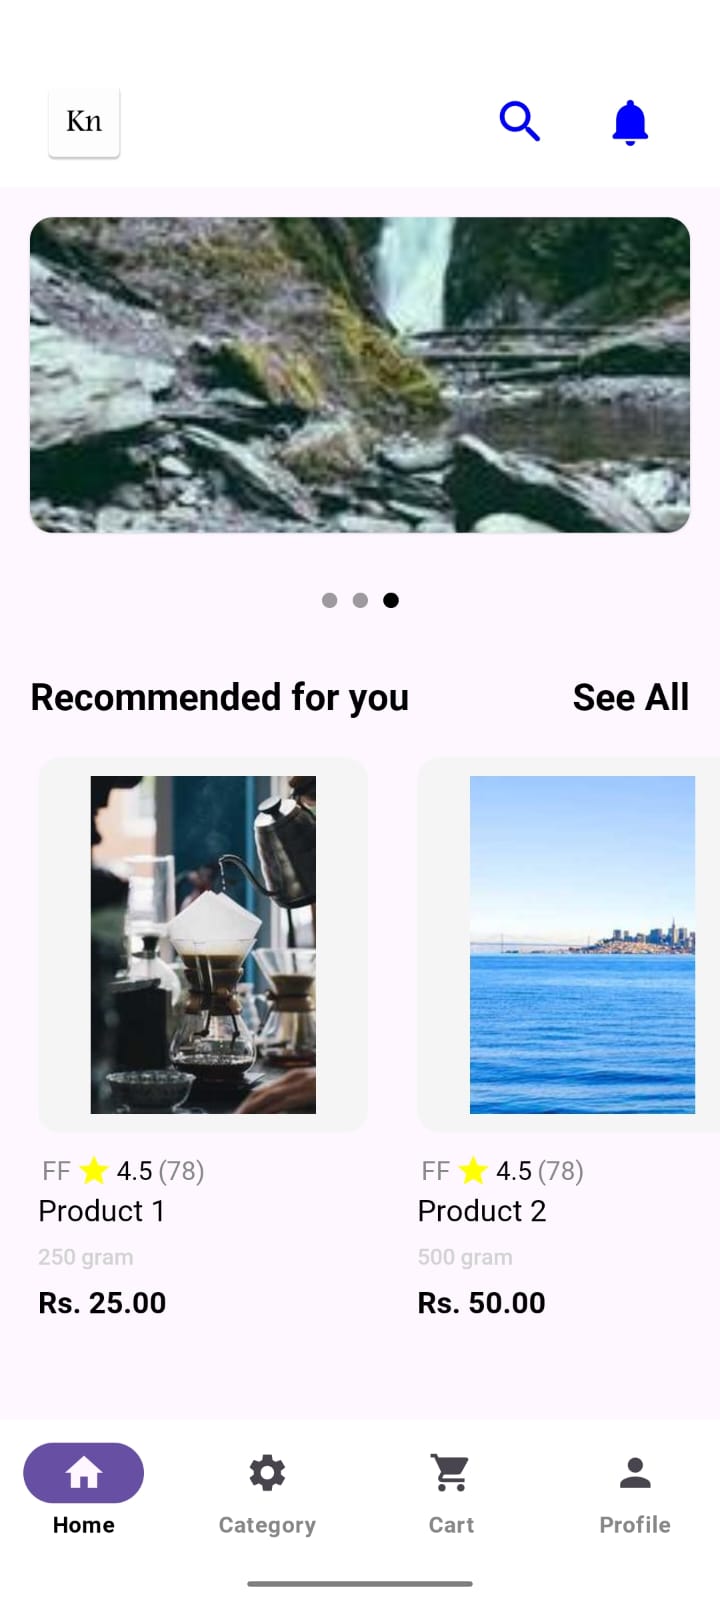 Kn
Recommended for you See All
FF 4.5 (78) FF 4.5 (78)
Product 1 Product 2
250 gram 500 gram
Rs. 25.00 Rs. 50.00
Home Category Cart Profile